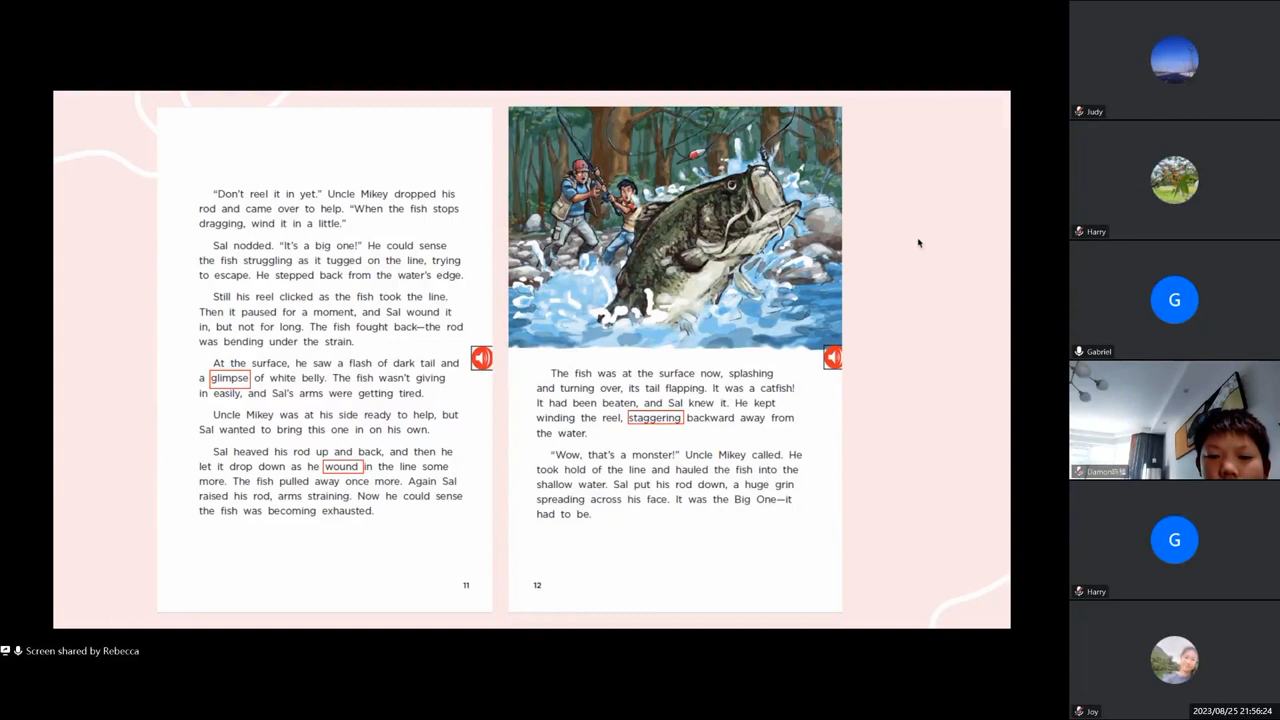 “Don’t reel it in yet.” Uncle Mikey dropped his
rod and came over to help. “When the fish stops
dragging, wind it in a little.”
Sal nodded. “It’s a big one!” He could sense
the fish struggling as it tugged on the line, trying
to escape. He stepped back from the water’s edge.
Still his reel clicked as the fish took the line.
Then it paused for a moment, and Sal wound it
in, but not for long. The fish fought back—the rod
was bending under the strain.
At the surface, he saw a flash of dark tail and
a glimpse of white belly. The fish wasn’t giving
in easily, and Sal’s arms were getting tired.
Uncle Mikey was at his side ready to help, but
Sal wanted to bring this one in on his own.
Sal heaved his rod up and back, and then he
let it drop down as he wound in the line some
more. The fish pulled away once more. Again Sal
raised his rod, arms straining. Now he could sense
the fish was becoming exhausted.
11
The fish was at the surface now, splashing
and turning over, its tail flapping. It was a catfish!
It had been beaten, and Sal knew it. He kept
winding the reel, staggering backward away from
the water.
“Wow, that’s a monster!” Uncle Mikey called. He
took hold of the line and hauled the fish into the
shallow water. Sal put his rod down, a huge grin
spreading across his face. It was the Big One—it
had to be.
12
Screen shared by Rebecca
Judy
Harry
G
Gabriel
Damon
G
Harry
Joy
2023/08/25 21:56:24